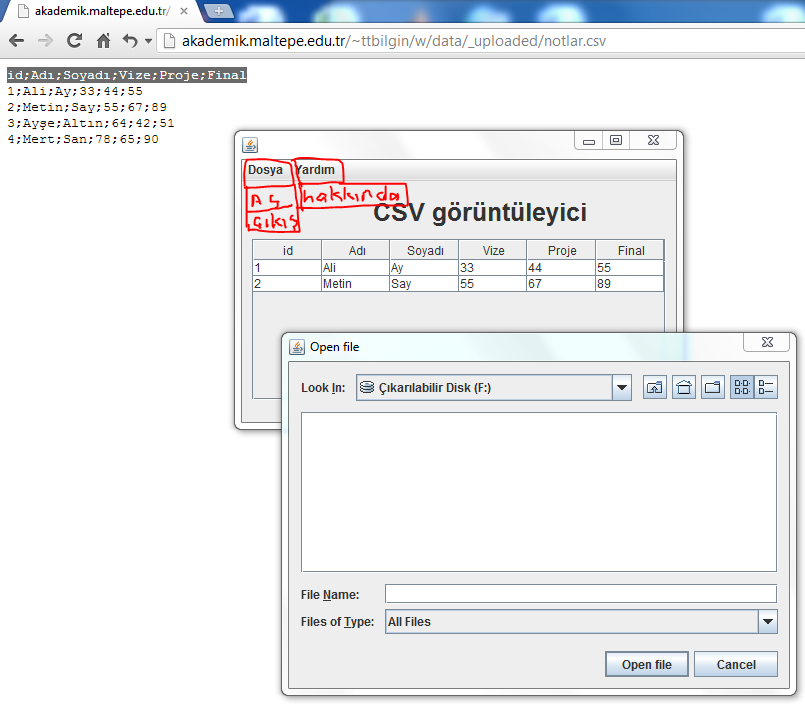 akademik.maltepe.edu.tr/
akademik.maltepe.edu.tr/~ttbilgin/w/data/_uploaded/notlar.csv
id;Adı;Soyadı;Vize;Proje;Final
1;Ali;Ay;33;44;55
2;Metin;Say;55;67;89
3;Ayşe;Altın;64;42;51
4;Mert;San;78;65;90
Dosya Yardım
Aç hakkında
Çıkış
CSV görüntüleyici
id Adı Soyadı Vize Proje Final
1 Ali Ay 33 44 55
2 Metin Say 55 67 89
Open file
Look In: Çıkarılabilir Disk (F:)
File Name:
Files of Type: All Files
Open file Cancel